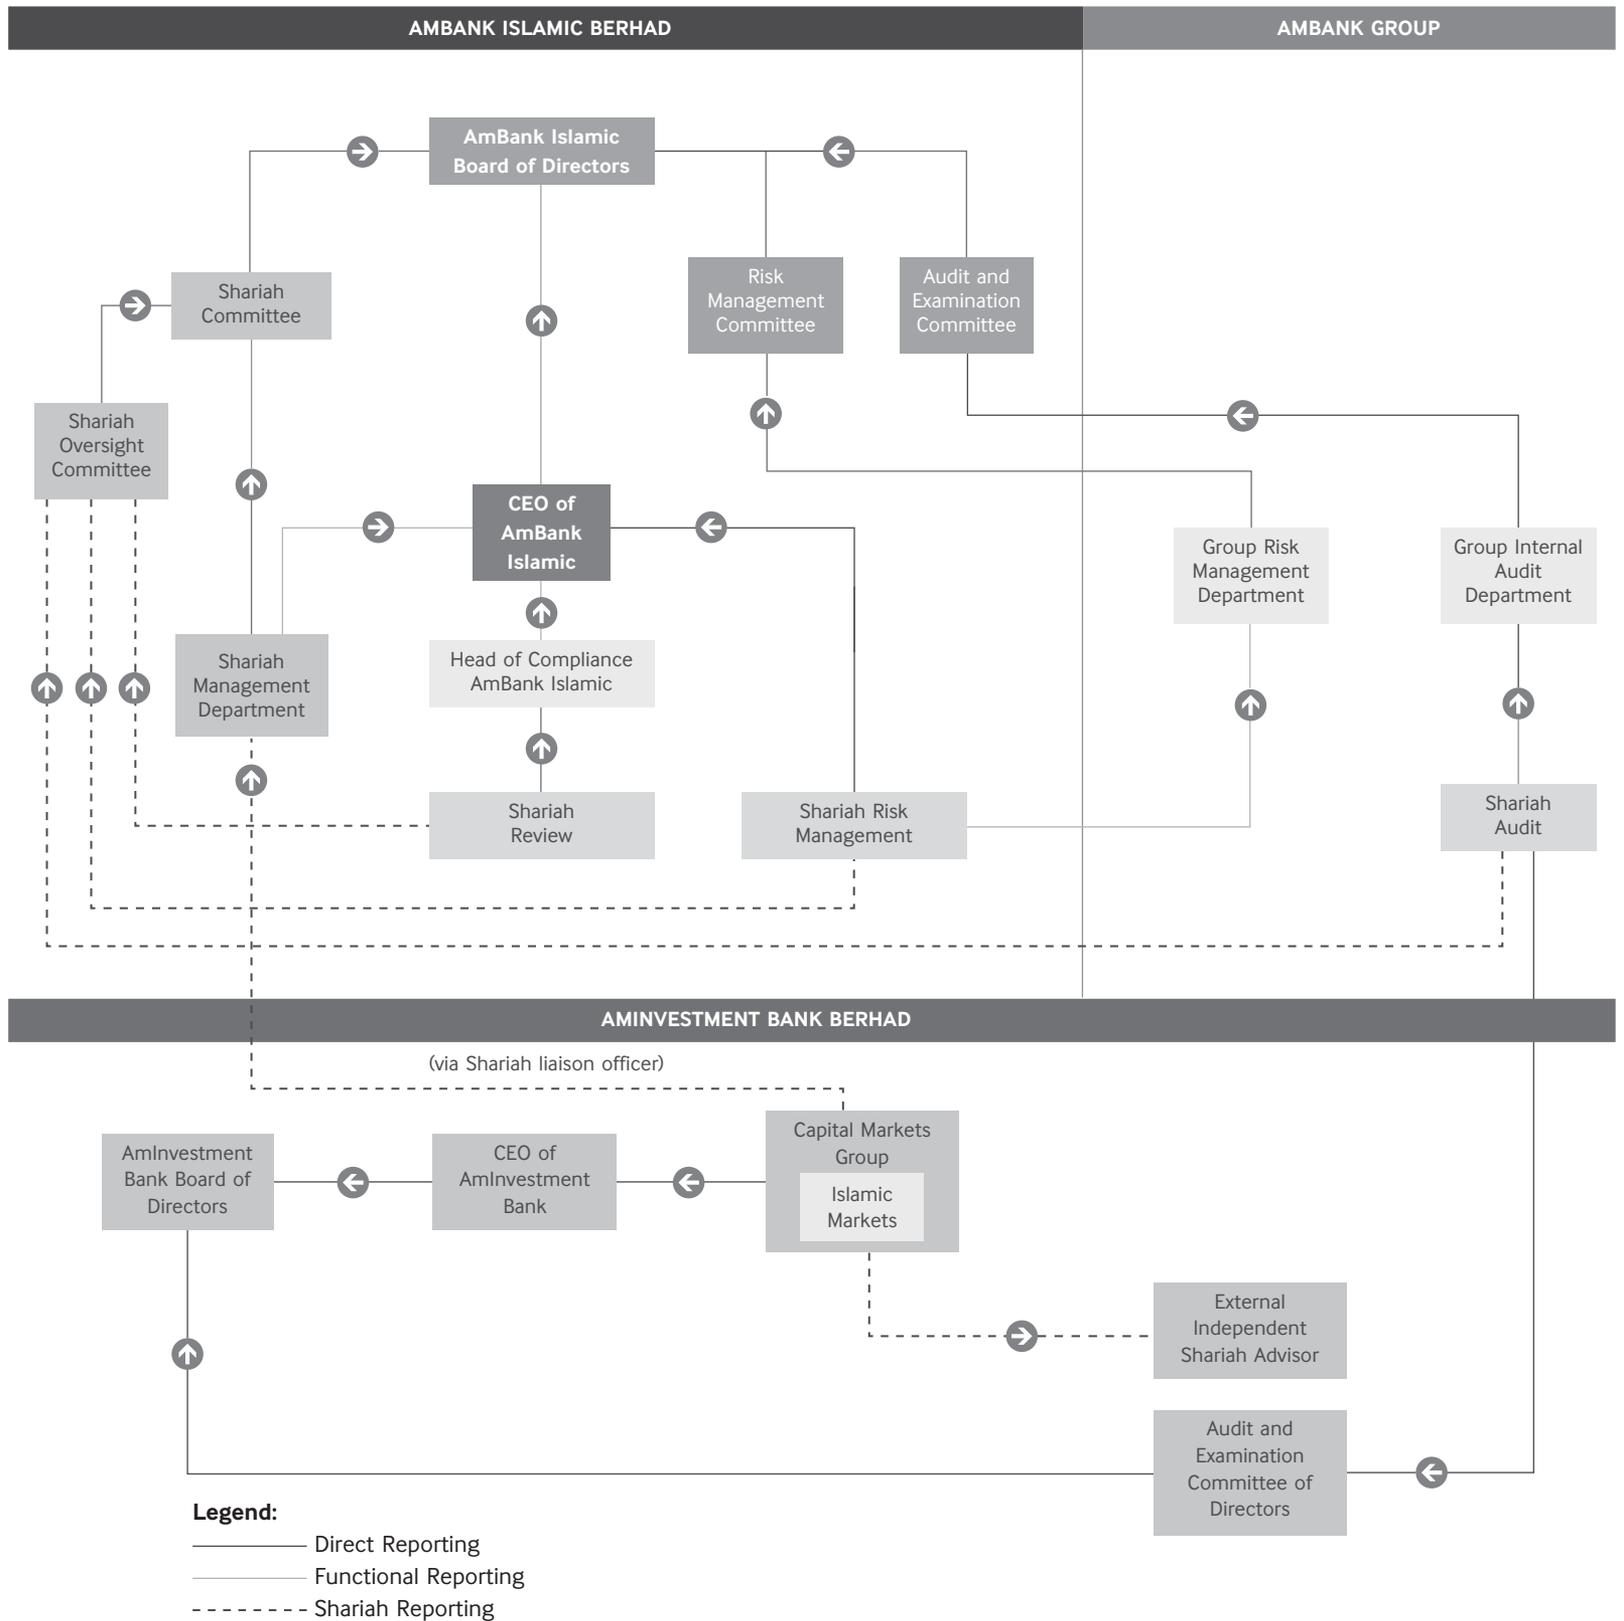 AMBANK ISLAMIC BERHAD
AMBANK GROUP
AmBank Islamic
Board of Directors
Shariah
Committee
Risk
Management
Committee
Audit and
Examination
Committee
Shariah
Oversight
Committee
CEO of
AmBank
Islamic
Group Risk
Management
Department
Group Internal
Audit
Department
Shariah
Management
Department
Head of Compliance
AmBank Islamic
Shariah
Review
Shariah Risk
Management
Shariah
Audit
AMINVESTMENT BANK BERHAD
(via Shariah liaison officer)
AmInvestment
Bank Board of
Directors
CEO of
AmInvestment
Bank
Capital Markets
Group
Islamic
Markets
External
Independent
Shariah Advisor
Audit and
Examination
Committee of
Directors
Legend:
Direct Reporting
Functional Reporting
Shariah Reporting